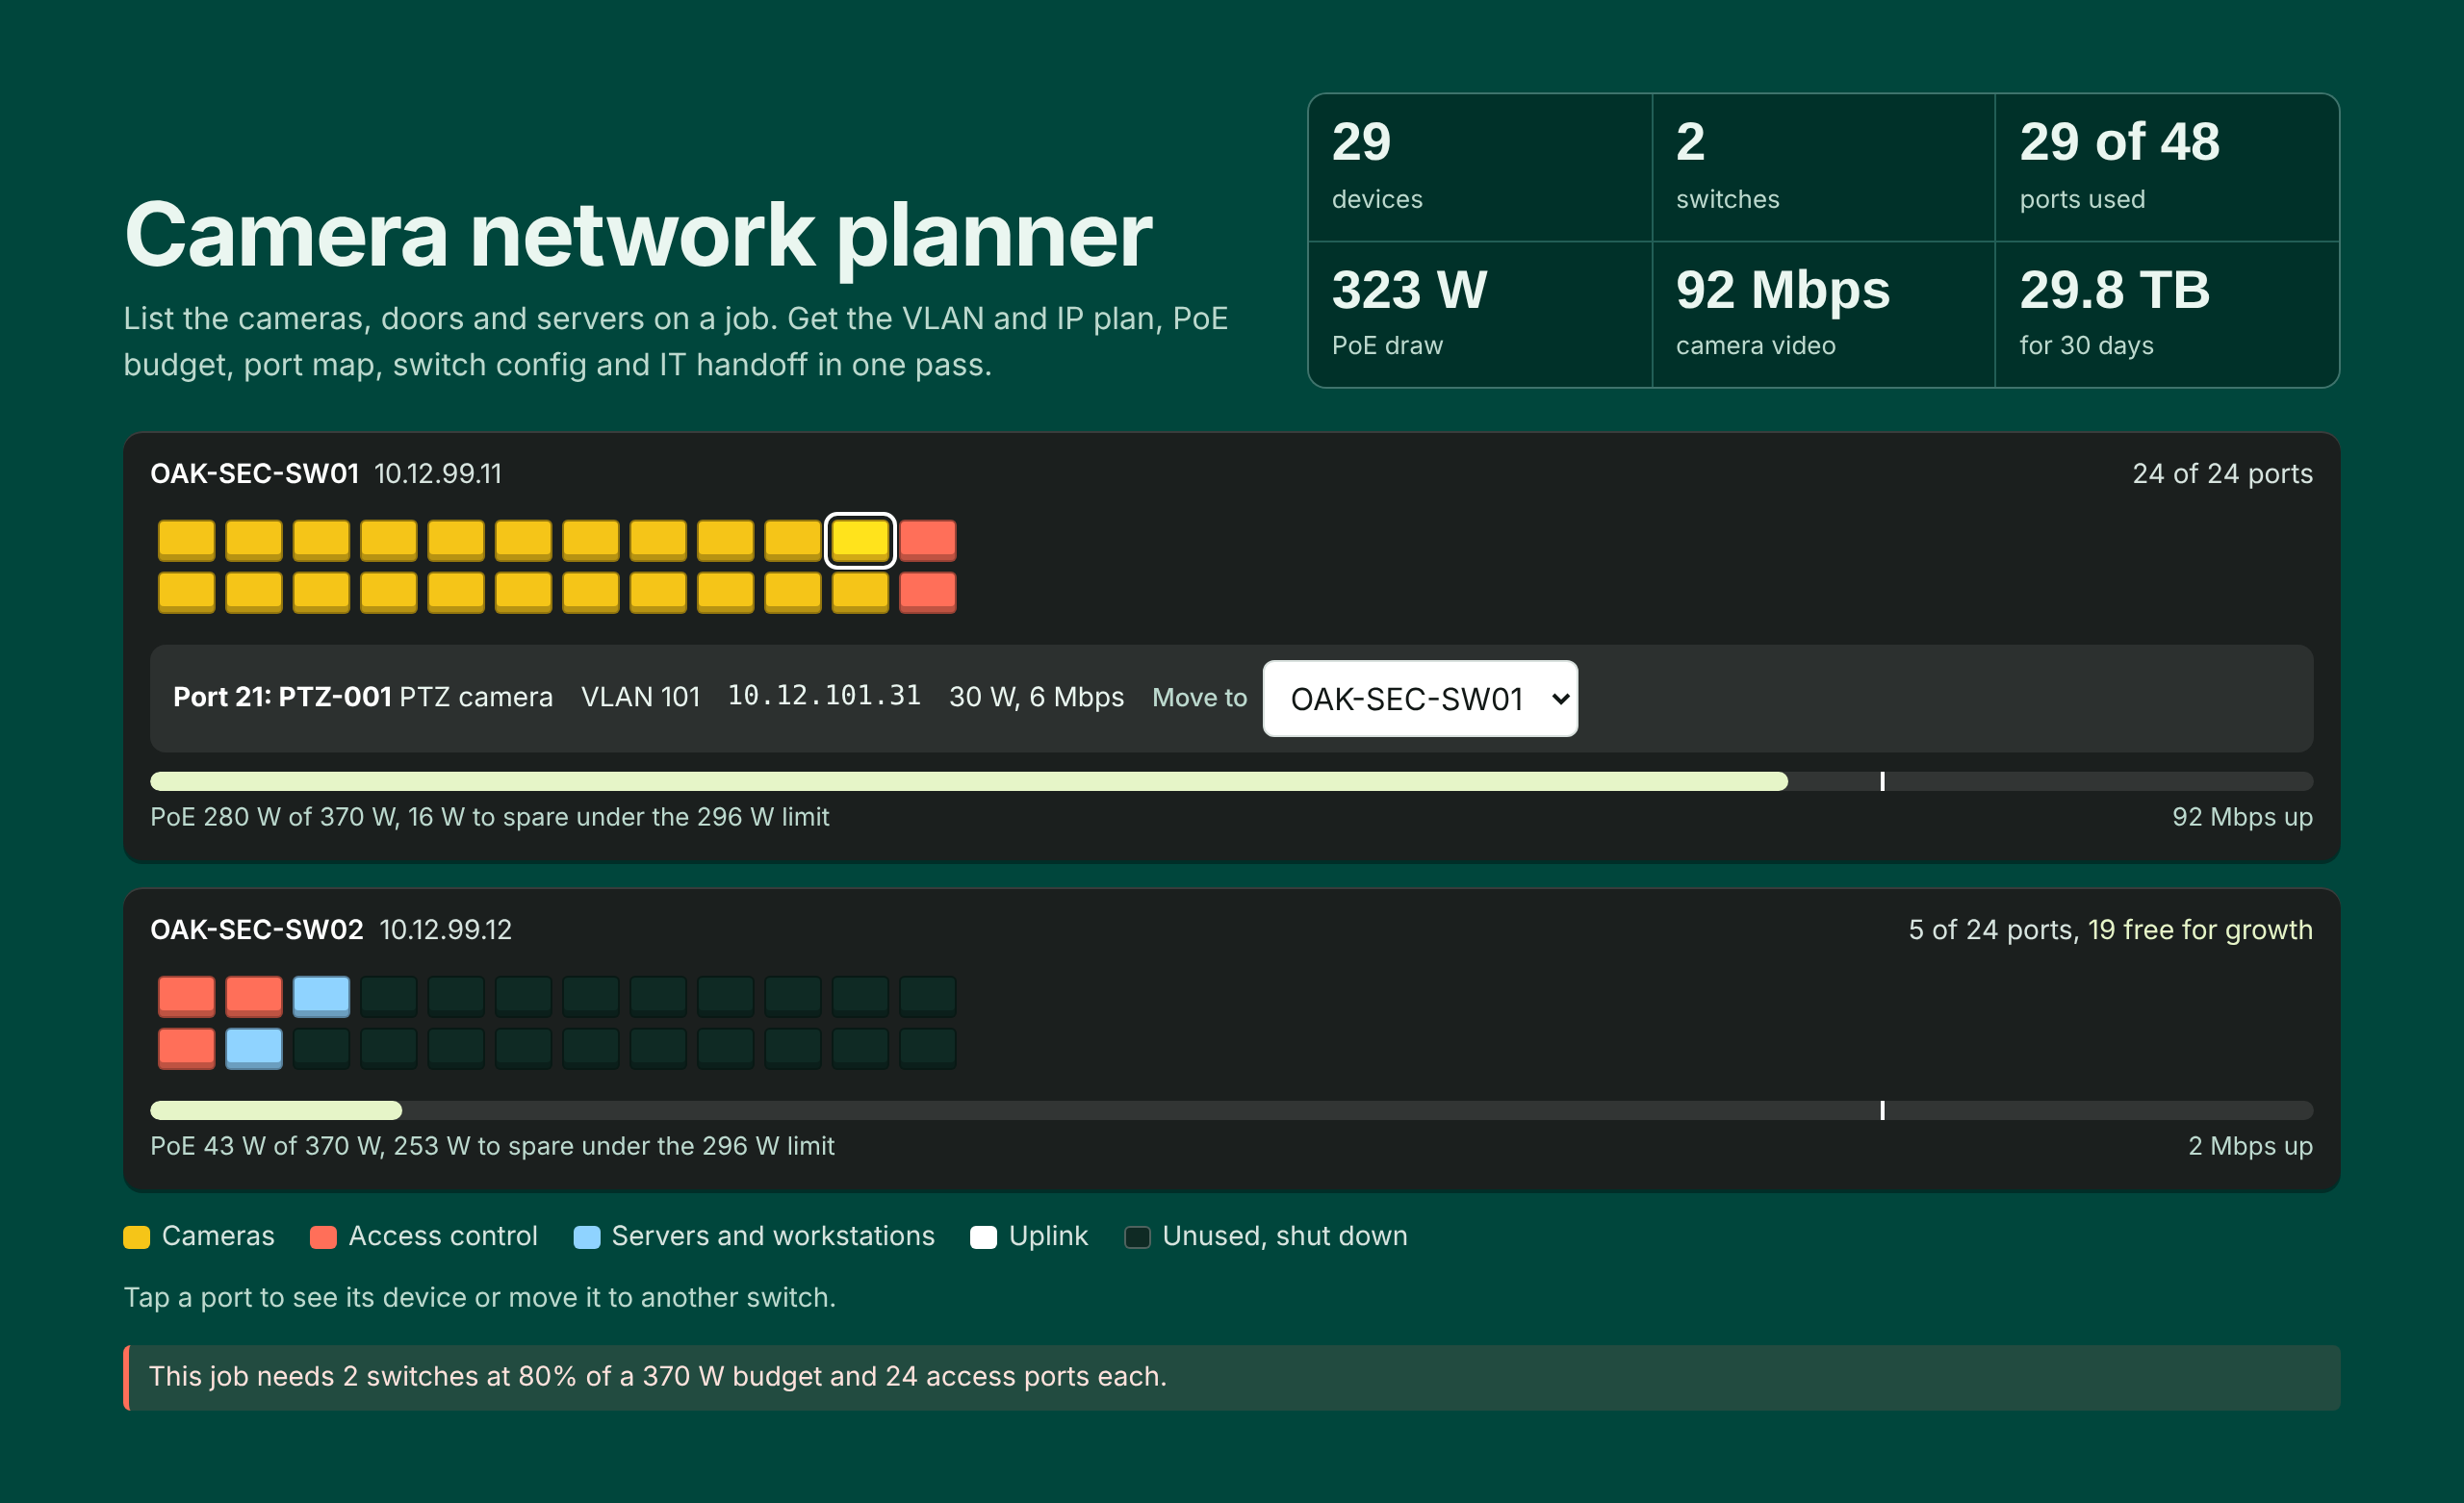 Camera network planner
List the cameras, doors and servers on a job. Get the VLAN and IP plan, PoE
budget, port map, switch config and IT handoff in one pass.
29
devices
2
switches
29 of 48
ports used
323 W
PoE draw
92 Mbps
camera video
29.8 TB
for 30 days
OAK-SEC-SW01 10.12.99.11
24 of 24 ports
Port 21: PTZ-001 PTZ camera VLAN 101 10.12.101.31 30 W, 6 Mbps Move to OAK-SEC-SW01
PoE 280 W of 370 W, 16 W to spare under the 296 W limit
92 Mbps up
OAK-SEC-SW02 10.12.99.12
5 of 24 ports, 19 free for growth
PoE 43 W of 370 W, 253 W to spare under the 296 W limit
2 Mbps up
Cameras Access control Servers and workstations Uplink Unused, shut down
Tap a port to see its device or move it to another switch.
This job needs 2 switches at 80% of a 370 W budget and 24 access ports each.